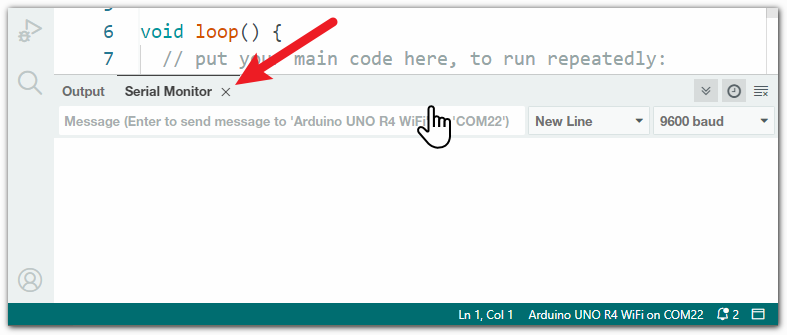 6 void loop() {
7 // put your main code here, to run repeatedly:
Output Serial Monitor
Message (Enter to send message to 'Arduino UNO R4 WiFi' 'COM22') New Line 9600 baud
Ln 1, Col 1 Arduino UNO R4 WiFi on COM22 2